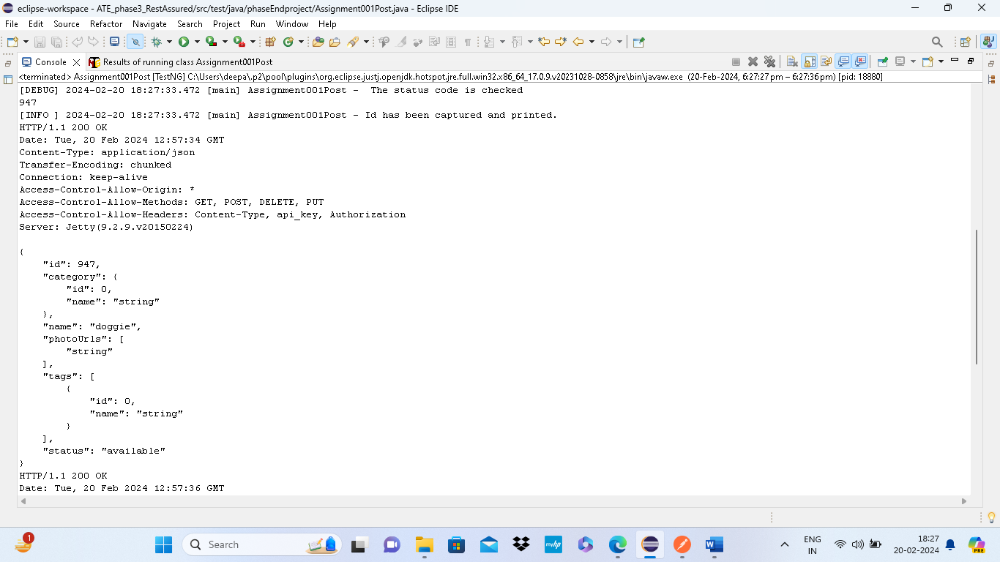 eclipse-workspace - ATE_phase3_RestAssured/src/test/java/phaseEndproject/Assignment001Post.java - Eclipse IDE
File Edit Source Refactor Navigate Search Project Run Window Help
Console Results of running class Assignment001Post
<terminated> Assignment001Post [TestNG] C:\Users\deepa\.p2\pool\plugins\org.eclipse.justj.openjdk.hotspot.jre.full.win32.x86_64_17.0.9.v20231028-0858\jre\bin\javaw.exe (20-Feb-2024, 6:27:27 pm – 6:27:36 pm) [pid: 18880]
[DEBUG] 2024-02-20 18:27:33.472 [main] Assignment001Post -  The status code is checked
947
[INFO ] 2024-02-20 18:27:33.472 [main] Assignment001Post - Id has been captured and printed.
HTTP/1.1 200 OK
Date: Tue, 20 Feb 2024 12:57:34 GMT
Content-Type: application/json
Transfer-Encoding: chunked
Connection: keep-alive
Access-Control-Allow-Origin: *
Access-Control-Allow-Methods: GET, POST, DELETE, PUT
Access-Control-Allow-Headers: Content-Type, api_key, Authorization
Server: Jetty(9.2.9.v20150224)
{
    "id": 947,
    "category": {
        "id": 0,
        "name": "string"
    },
    "name": "doggie",
    "photoUrls": [
        "string"
    ],
    "tags": [
        {
            "id": 0,
            "name": "string"
        }
    ],
    "status": "available"
}
HTTP/1.1 200 OK
Date: Tue, 20 Feb 2024 12:57:36 GMT
1
Search
myhp
W
ENG
IN
18:27
20-02-2024
PRE